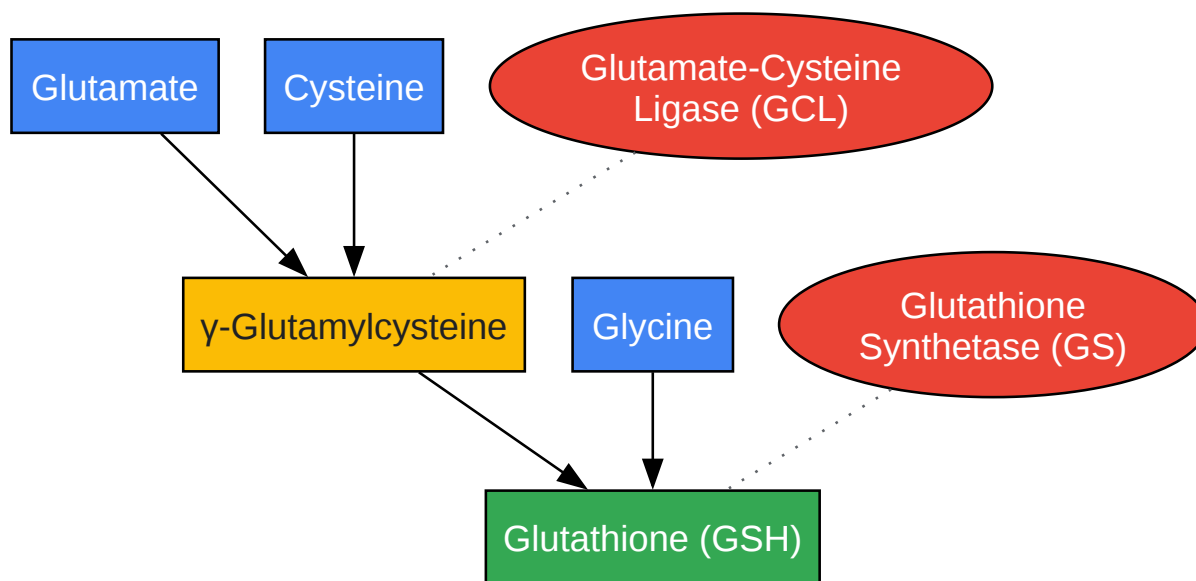 Glutamate
Cysteine
Glutamate-Cysteine
Ligase (GCL)
γ-Glutamylcysteine
Glycine
Glutathione
Synthetase (GS)
Glutathione (GSH)